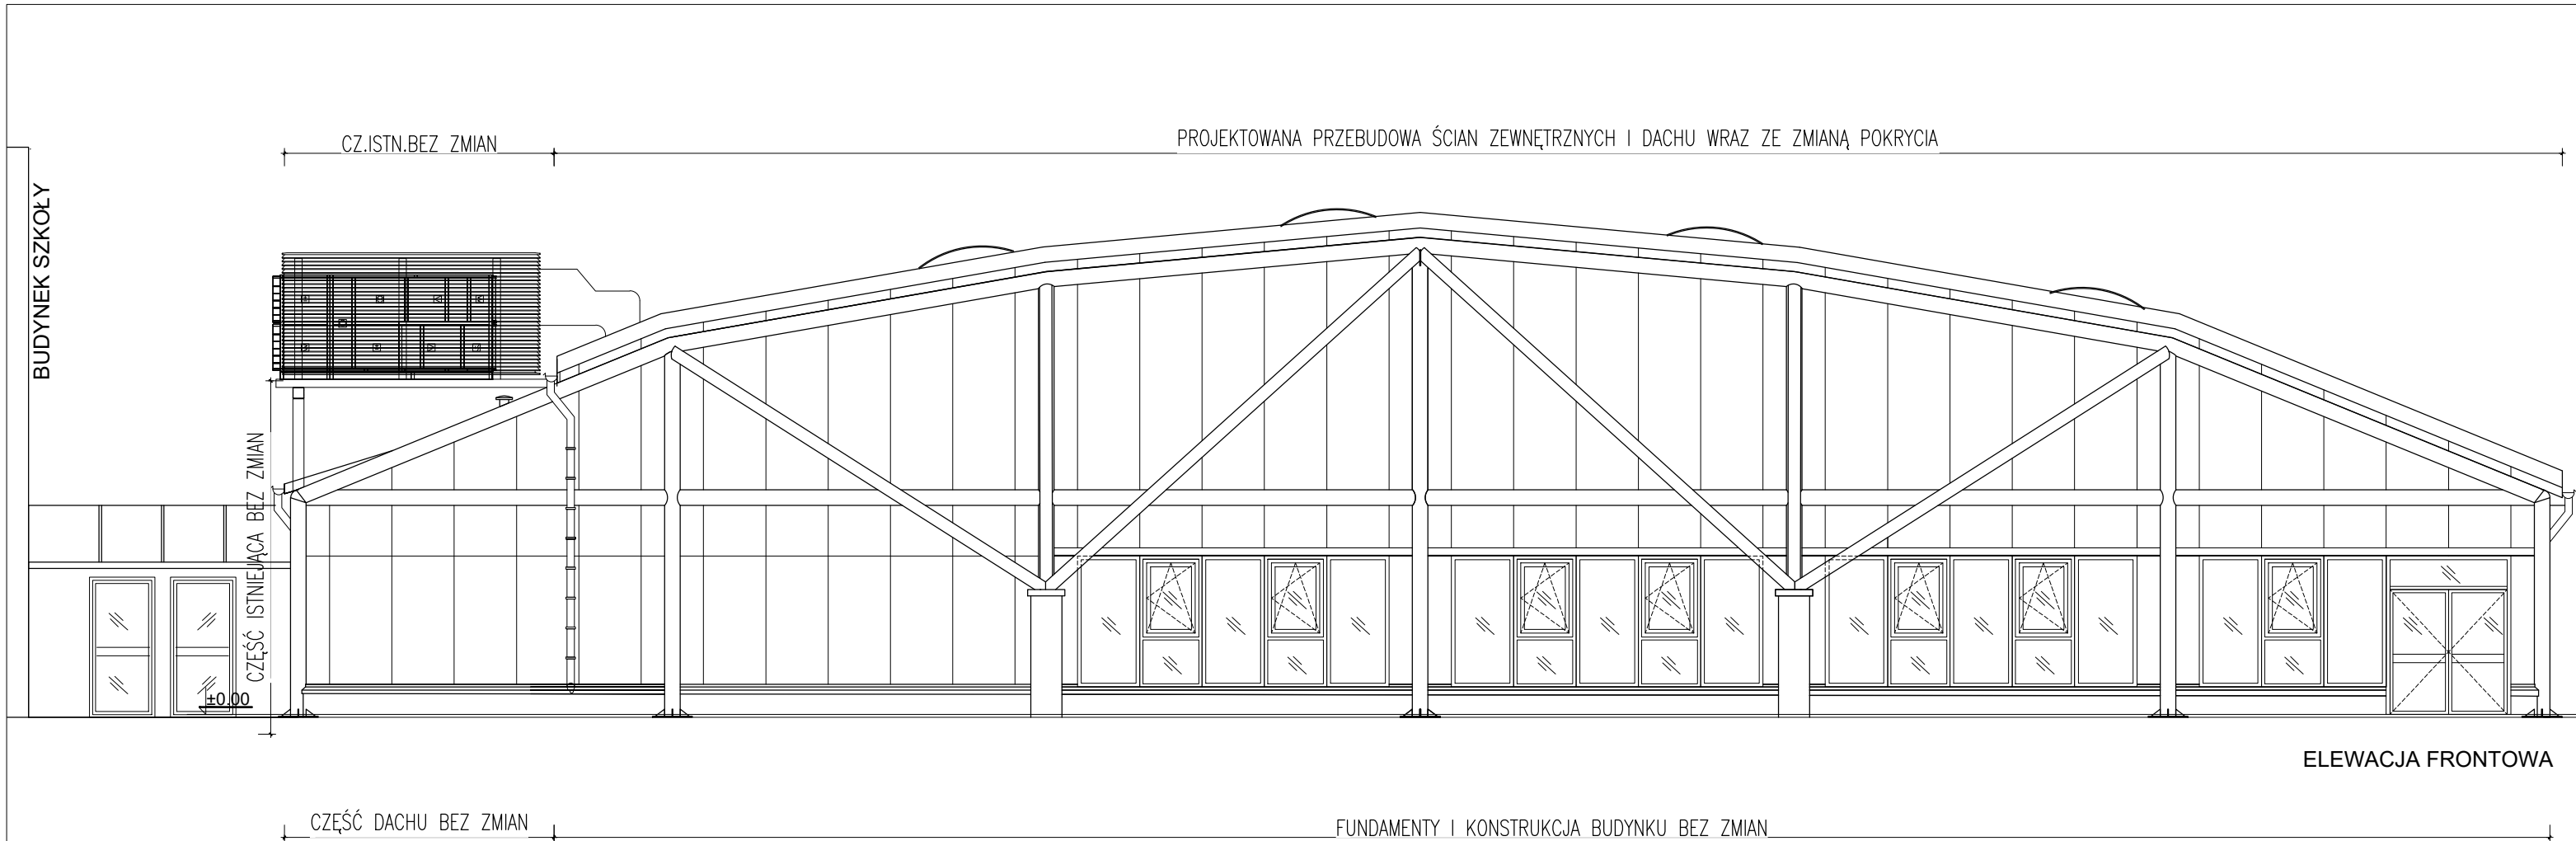 CZ.ISTN.BEZ ZMIAN
PROJEKTOWANA PRZEBUDOWA ŚCIAN ZEWNĘTRZNYCH I DACHU WRAZ ZE ZMIANĄ POKRYCIA
BUDYNEK SZKOŁY
CZĘŚĆ ISTNIEJĄCA BEZ ZMIAN
±0.00
ELEWACJA FRONTOWA
CZĘŚĆ DACHU BEZ ZMIAN
FUNDAMENTY I KONSTRUKCJA BUDYNKU BEZ ZMIAN